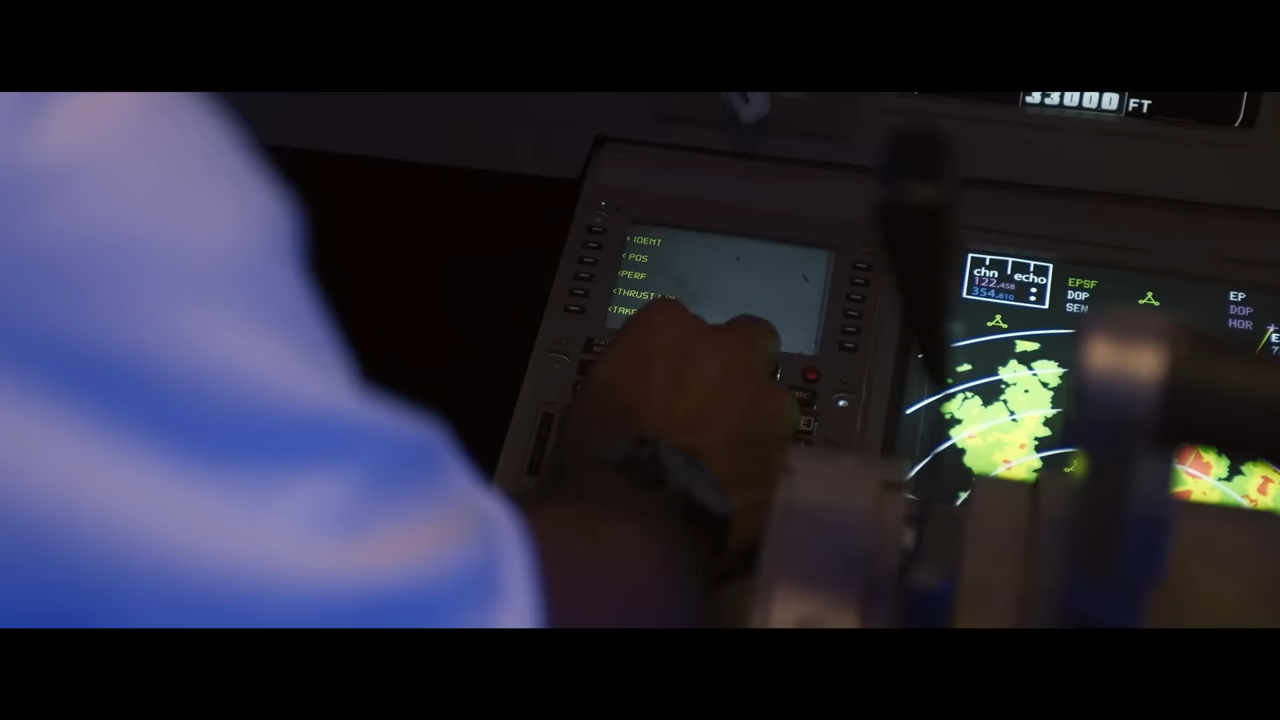 33000 FT
<IDENT
<POS
<PERF
<THRUST
chn echo
122.458
354.810
EPSF
DOP
SEN
EP
DOP
HOR